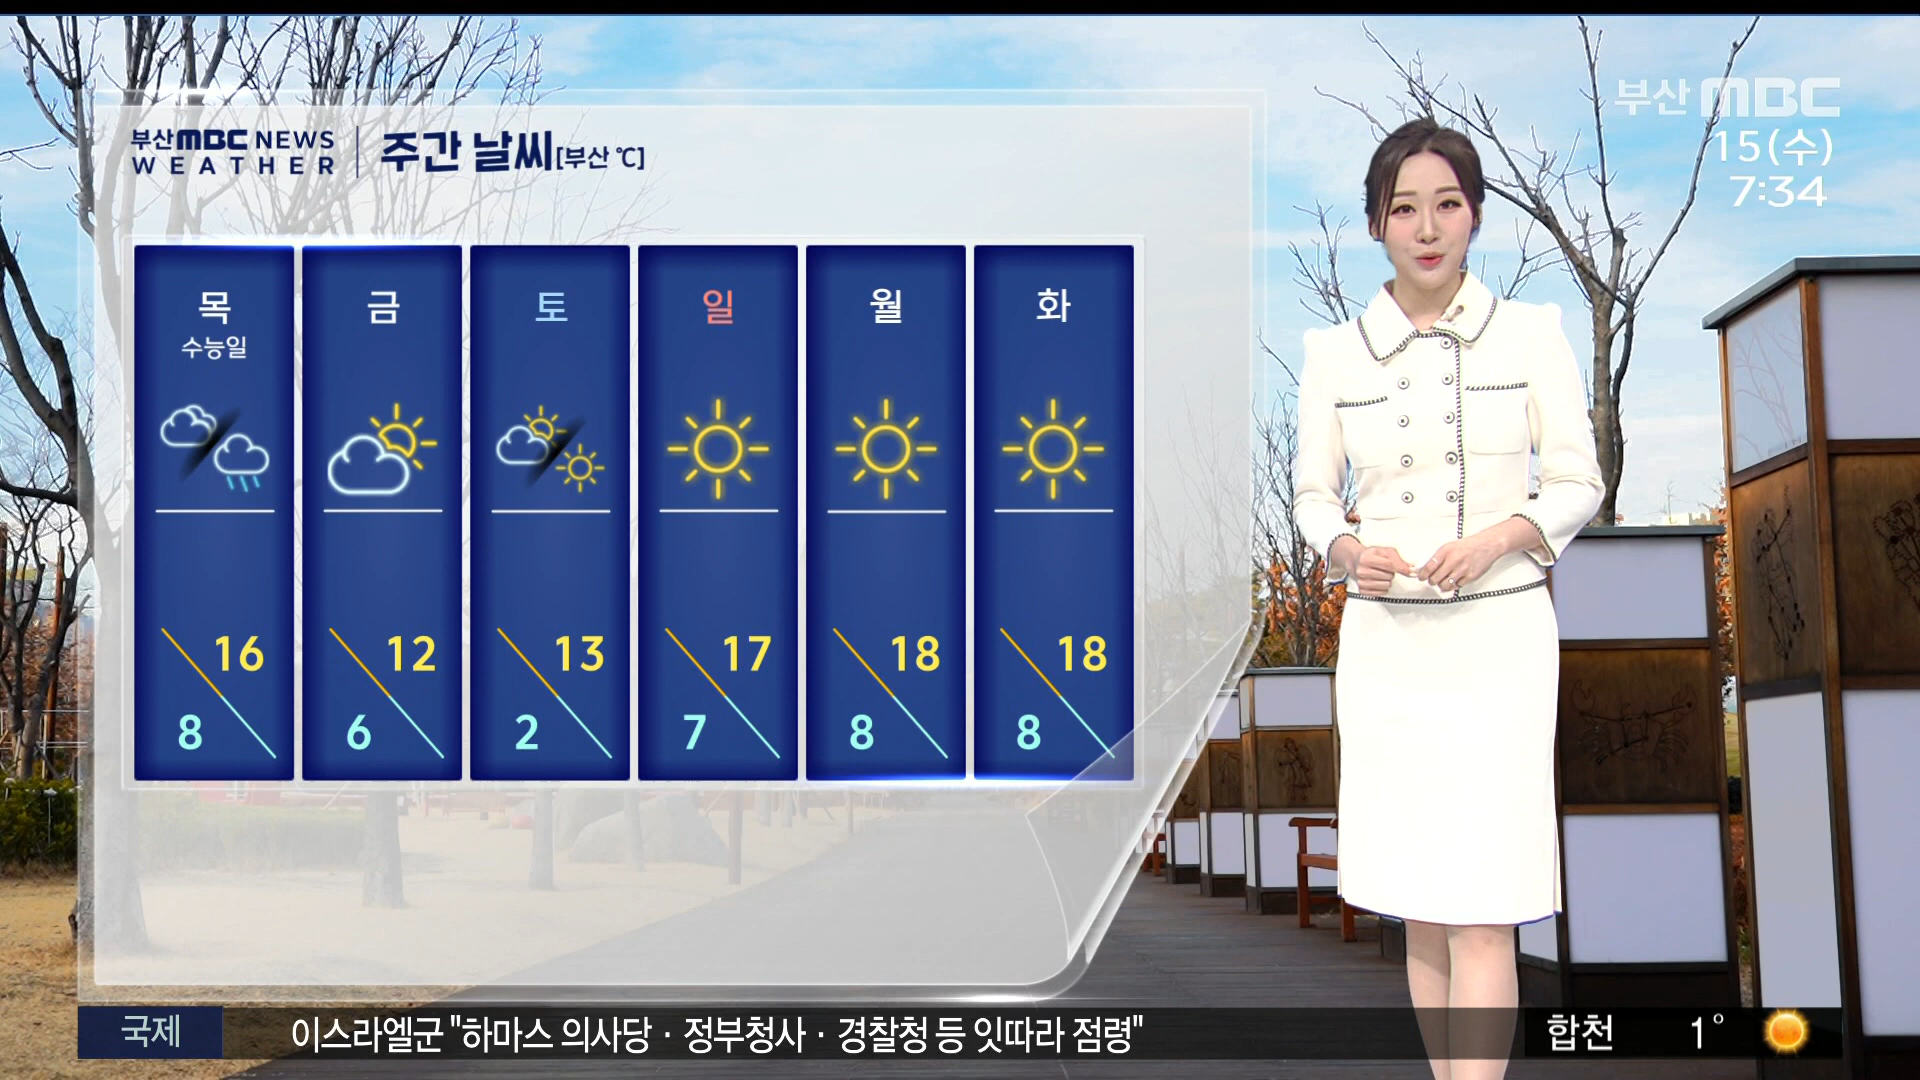 부산 MBC
15(수)
7:34
부산MBC NEWS
WEATHER
주간 날씨[부산 ℃]
목 금 토 일 월 화
수능일
16 12 13 17 18 18
8 6 2 7 8 8
국제 이스라엘군 "하마스 의사당·정부청사·경찰청 등 잇따라 점령" 합천 1°